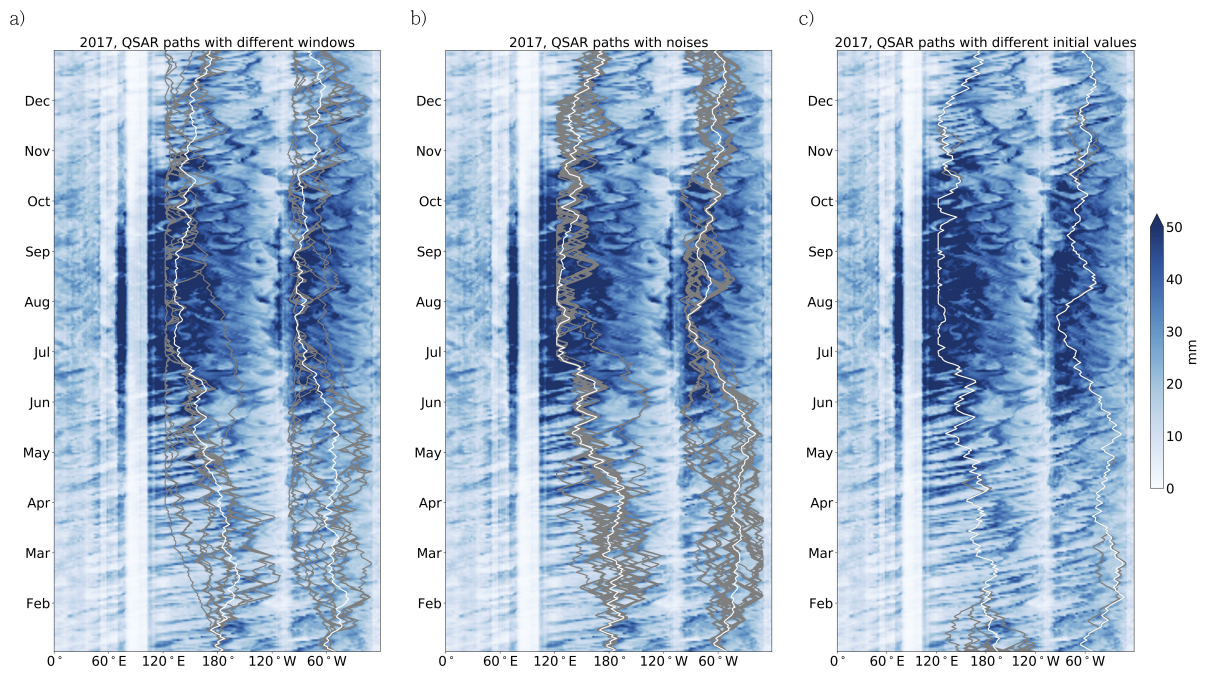 a)
2017, QSAR paths with different windows
Dec
Nov
Oct
Sep
Aug
Jul
Jun
May
Apr
Mar
Feb
0° 60°E 120°E 180° 120°W 60°W
b)
2017, QSAR paths with noises
Dec
Nov
Oct
Sep
Aug
Jul
Jun
May
Apr
Mar
Feb
0° 60°E 120°E 180° 120°W 60°W
c)
2017, QSAR paths with different initial values
Dec
Nov
Oct
Sep
Aug
Jul
Jun
May
Apr
Mar
Feb
0° 60°E 120°E 180° 120°W 60°W
50
40
30
20
10
0
mm